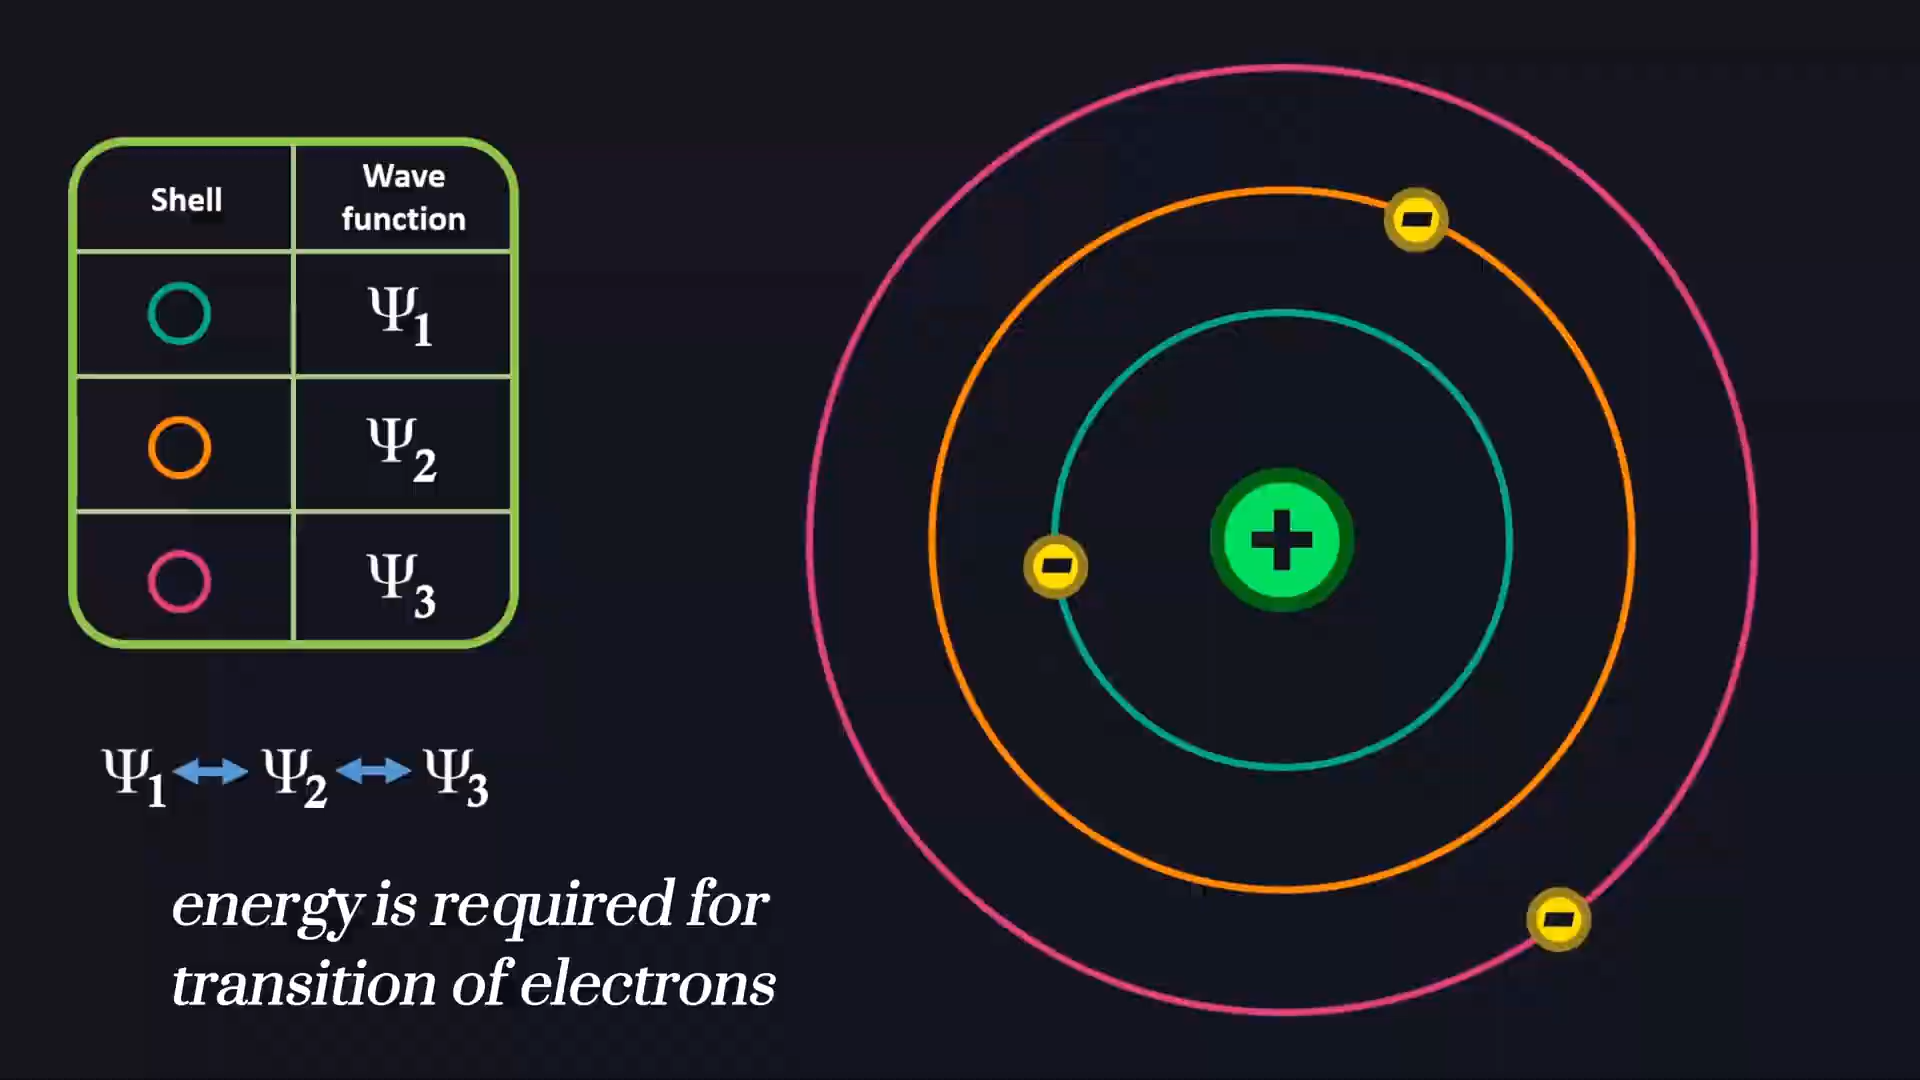 Shell
Wave
function
Ψ1
Ψ2
Ψ3
Ψ1 ↔ Ψ2 ↔ Ψ3
energy is required for
transition of electrons
-
-
+
-